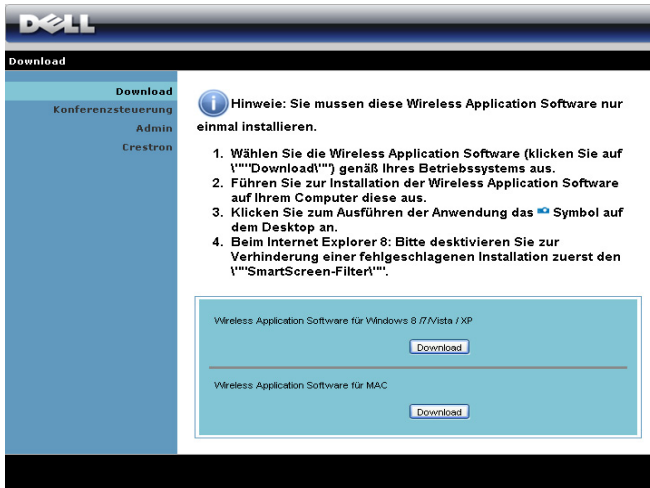 DELL
Download
Download
Konferenzsteuerung
Admin
Crestron
Hinweie: Sie mussen diese Wireless Application Software nur
einmal installieren.
1. Wählen Sie die Wireless Application Software (klicken Sie auf
\""'Download\""') genäß Ihres Betriebssystems aus.
2. Führen Sie zur Installation der Wireless Application Software
auf Ihrem Computer diese aus.
3. Klicken Sie zum Ausführen der Anwendung das Symbol auf
dem Desktop an.
4. Beim Internet Explorer 8: Bitte desktivieren Sie zur
Verhinderung einer fehlgeschlagenen Installation zuerst den
\""'SmartScreen-Filter\""'.
Wireless Application Software für Windows 8 /7/Vista / XP
Download
Wireless Application Software für MAC
Download